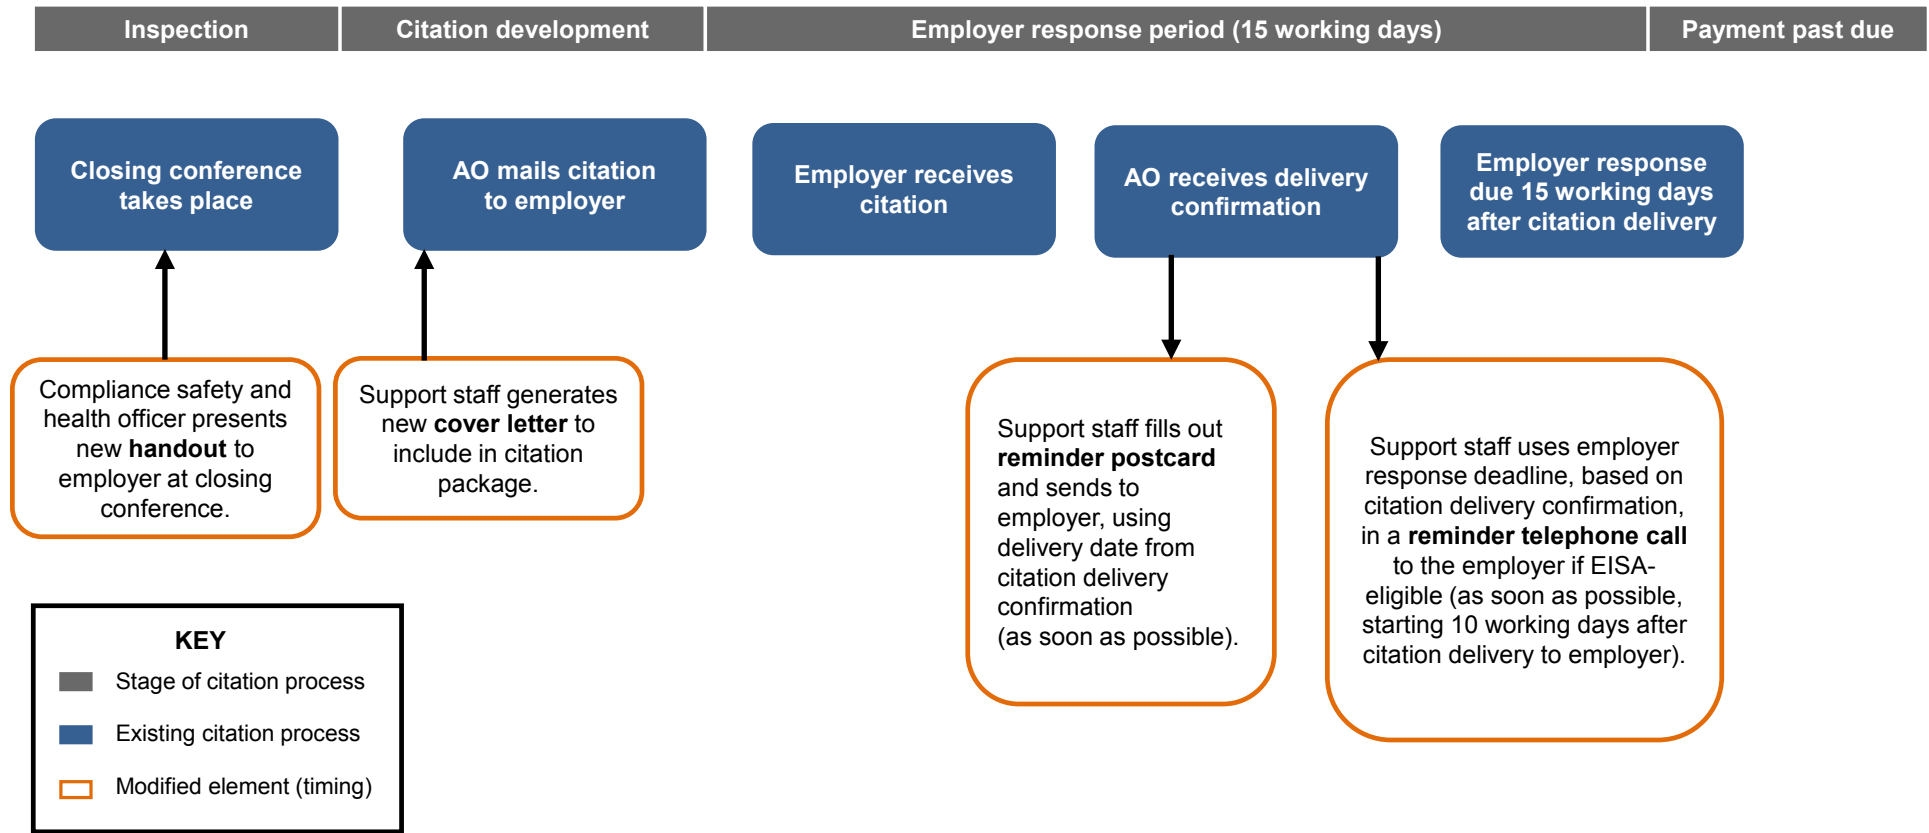 Inspection
Citation development
Employer response period (15 working days)
Payment past due
Closing conference
takes place
AO mails citation
to employer
Employer receives
citation
AO receives delivery
confirmation
Employer response
due 15 working days
after citation delivery
Compliance safety and
health officer presents
new handout to
employer at closing
conference.
Support staff generates
new cover letter to
include in citation
package.
Support staff fills out
reminder postcard
and sends to
employer, using
delivery date from
citation delivery
confirmation
(as soon as possible).
Support staff uses employer
response deadline, based on
citation delivery confirmation,
in a reminder telephone call
to the employer if EISA-
eligible (as soon as possible,
starting 10 working days after
citation delivery to employer).
KEY
Stage of citation process
Existing citation process
Modified element (timing)